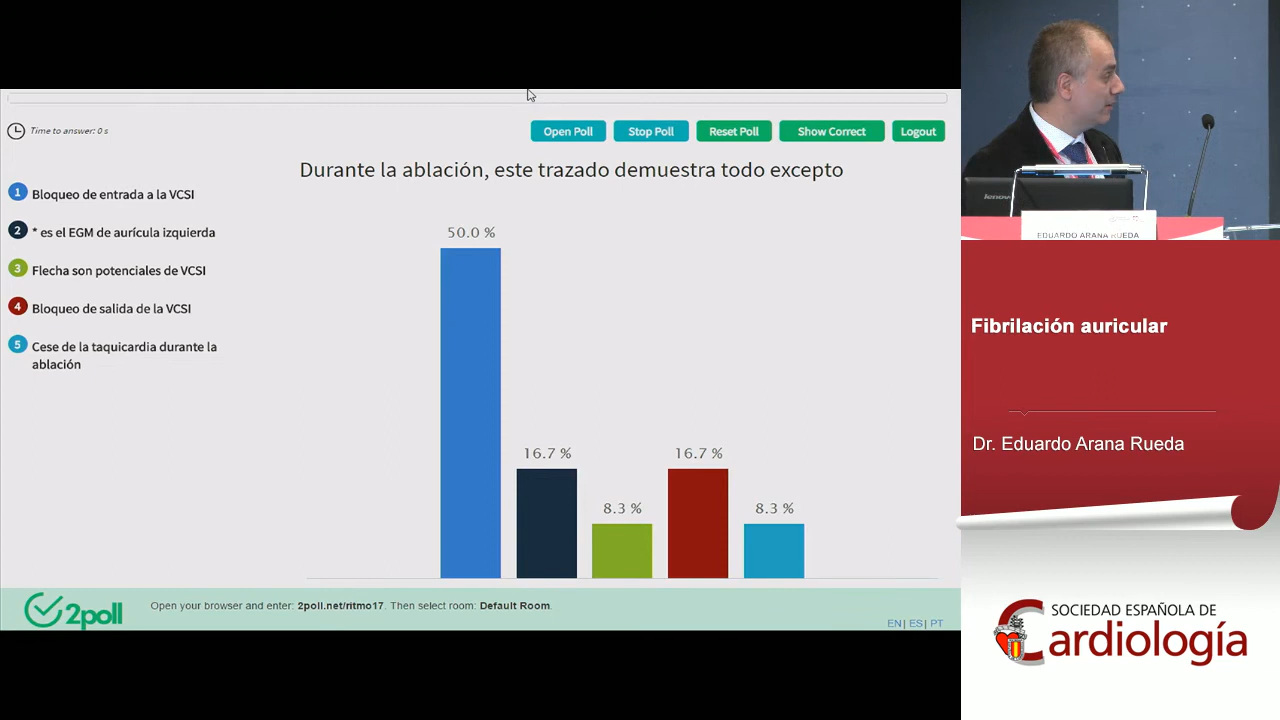 Time to answer: 0 s
Open Poll
Stop Poll
Reset Poll
Show Correct
Logout
Durante la ablación, este trazado demuestra todo excepto
1 Bloqueo de entrada a la VCSI
2 * es el EGM de aurícula izquierda
3 Flecha son potenciales de VCSI
4 Bloqueo de salida de la VCSI
5 Cese de la taquicardia durante la
ablación
50.0 %
16.7 %
8.3 %
16.7 %
8.3 %
2poll
Open your browser and enter: 2poll.net/ritmo17. Then select room: Default Room.
EN| ES| PT
lenovo
EDUARDO ARANA RUEDA
Fibrilación auricular
Dr. Eduardo Arana Rueda
SOCIEDAD ESPAÑOLA DE
Cardiología